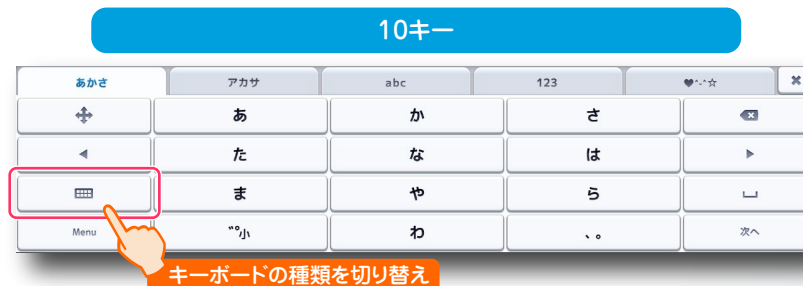 10キー
あかさ アカサ abc 123 ♥^-^☆ ✖
あ か さ
た な は
ま や ら
Menu ゛゜小 わ 、。 次へ
キーボードの種類を切り替え